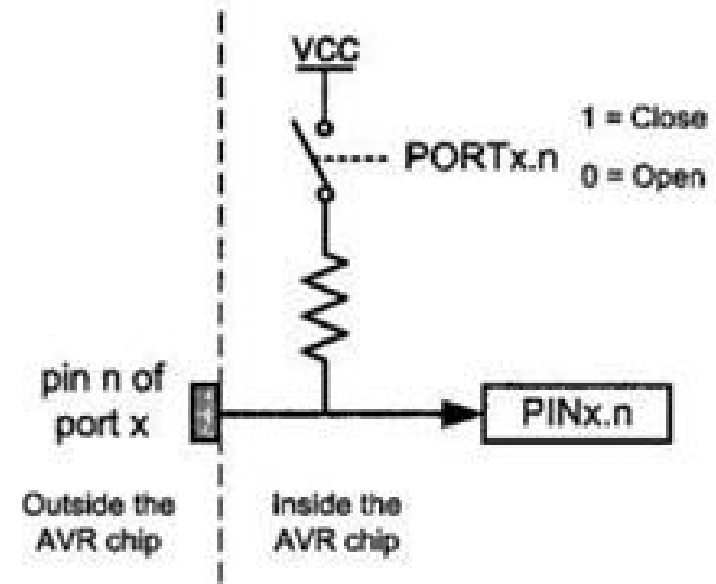 VCC
1 = Close
PORTx.n
0 = Open
pin n of
port x
PINx.n
Outside the
AVR chip
Inside the
AVR chip